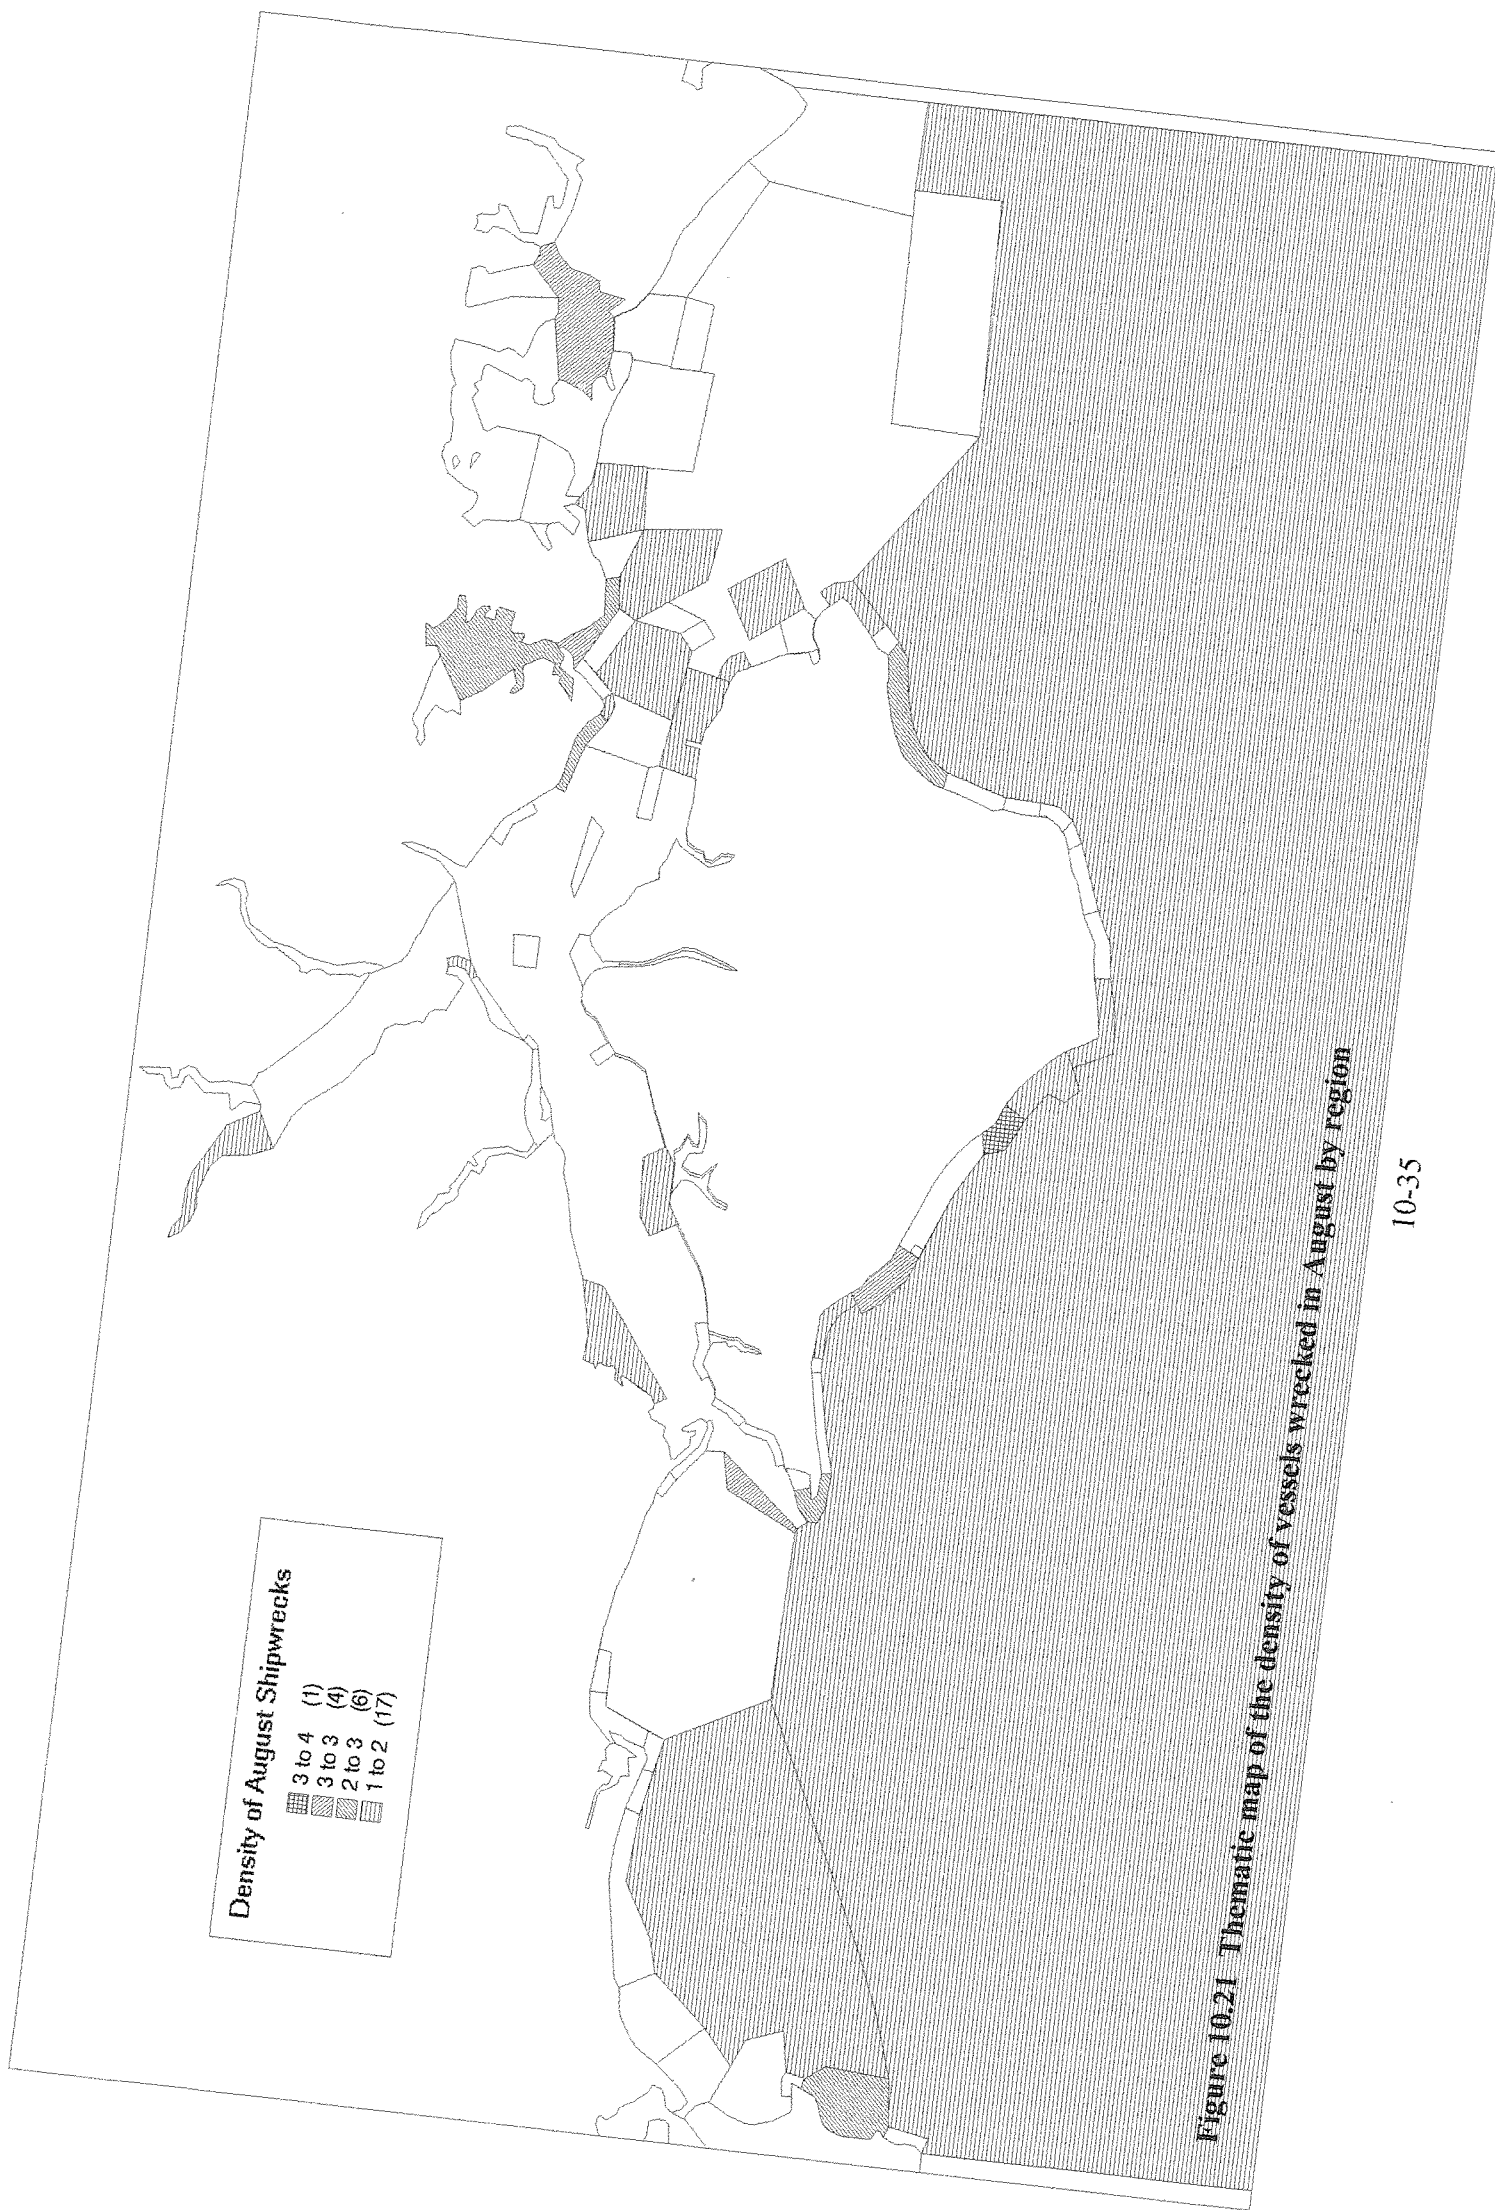 Density of August Shipwrecks
3 to 4 (1)
3 to 3 (4)
2 to 3 (6)
1 to 2 (17)
Figure 10.21 Thematic map of the density of vessels wrecked in August by region
10-35